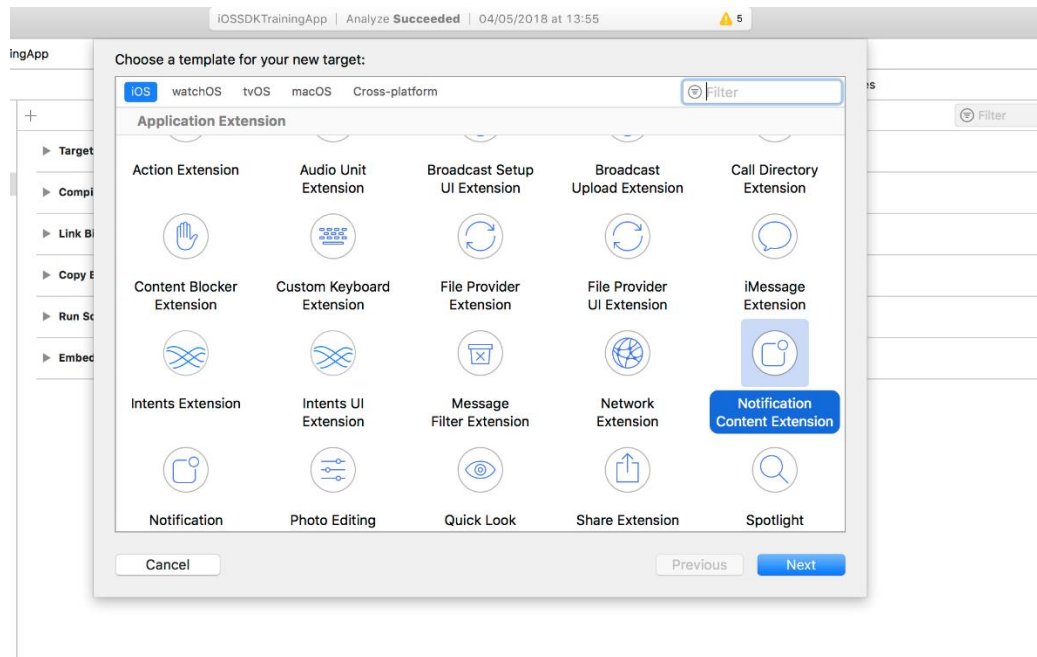 iOSSDKTrainingApp | Analyze Succeeded | 04/05/2018 at 13:55
5
ingApp
Choose a template for your new target:
es
iOS watchOS tvOS macOS Cross-platform
Filter
+
Filter
Application Extension
Target
Action Extension
Audio Unit
Extension
Broadcast Setup
UI Extension
Broadcast
Upload Extension
Call Directory
Extension
Compi
Link Bi
Copy B
Content Blocker
Extension
Custom Keyboard
Extension
File Provider
Extension
File Provider
UI Extension
iMessage
Extension
Run Sc
Embed
Intents Extension
Intents UI
Extension
Message
Filter Extension
Network
Extension
Notification
Content Extension
Notification
Photo Editing
Quick Look
Share Extension
Spotlight
Cancel
Previous
Next